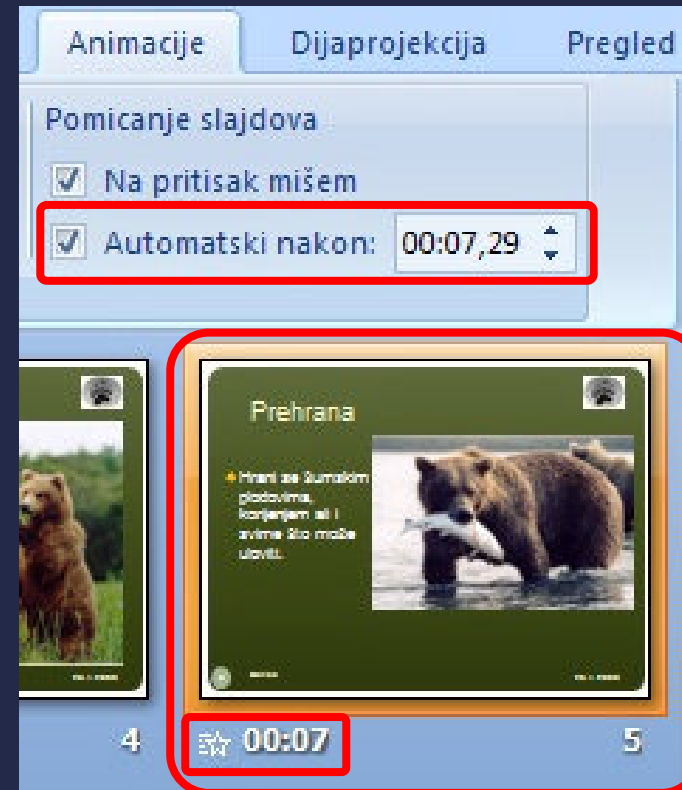 Animacije Dijaprojekcija Pregled
Pomicanje slajdova
Na pritisak mišem
Automatski nakon: 00:07,29
Prehrana
Hrani se šumskim
plodovima,
korijenjem ali i
svime što može
uloviti.
4 00:07 5